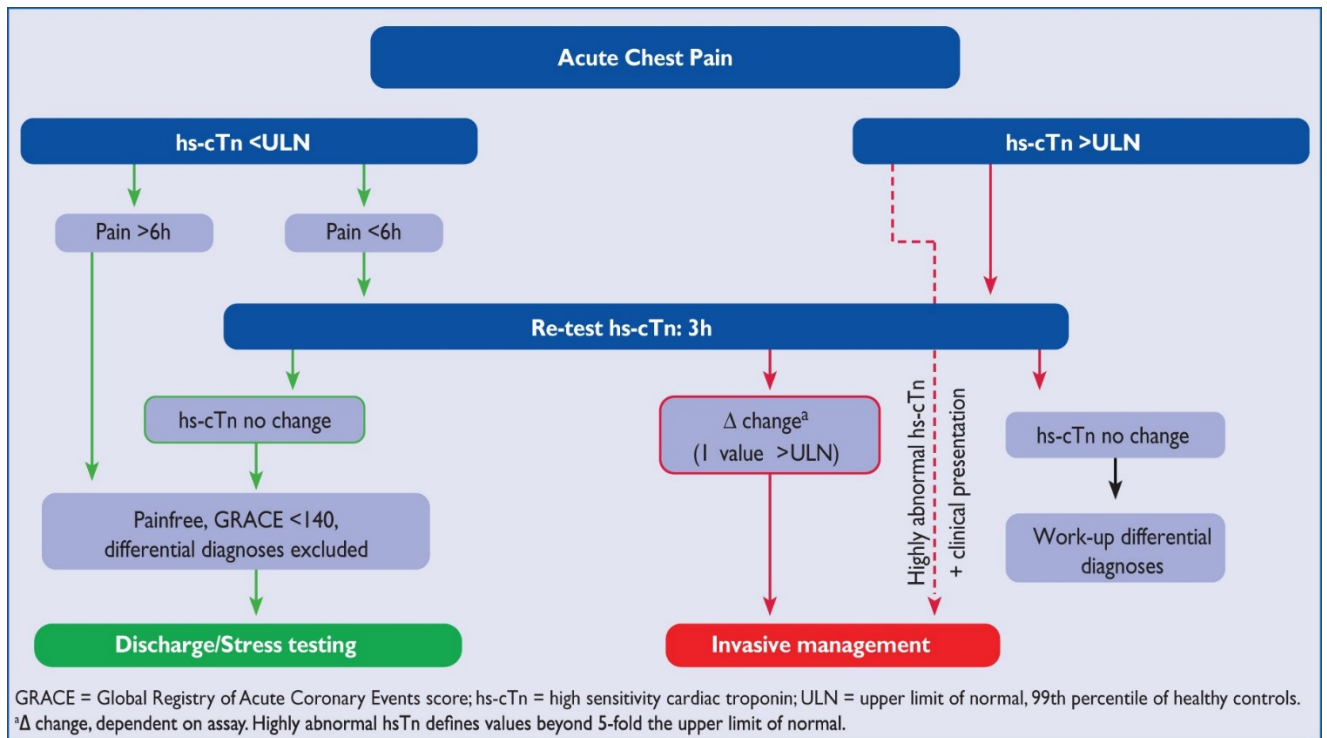 Acute Chest Pain
hs-cTn <ULN
hs-cTn >ULN
Pain >6h
Pain <6h
Re-test hs-cTn: 3h
hs-cTn no change
Δ changeᵃ
(1 value >ULN)
Highly abnormal hs-cTn
+ clinical presentation
hs-cTn no change
Painfree, GRACE <140,
differential diagnoses excluded
Work-up differential
diagnoses
Discharge/Stress testing
Invasive management
GRACE = Global Registry of Acute Coronary Events score; hs-cTn = high sensitivity cardiac troponin; ULN = upper limit of normal, 99th percentile of healthy controls.
ᵃΔ change, dependent on assay. Highly abnormal hsTn defines values beyond 5-fold the upper limit of normal.